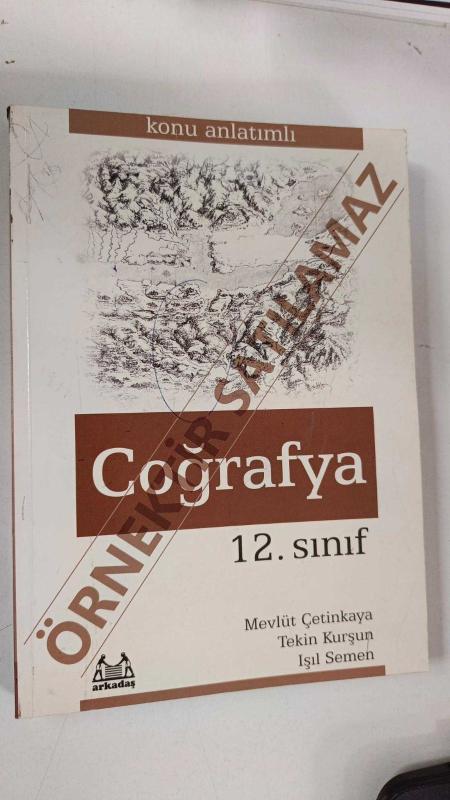 konu anlatımlı
ÖRNEKTİR SATILAMAZ
Coğrafya
12. sınıf
Mevlüt Çetinkaya
Tekin Kurşun
Işıl Semen
arkadaş